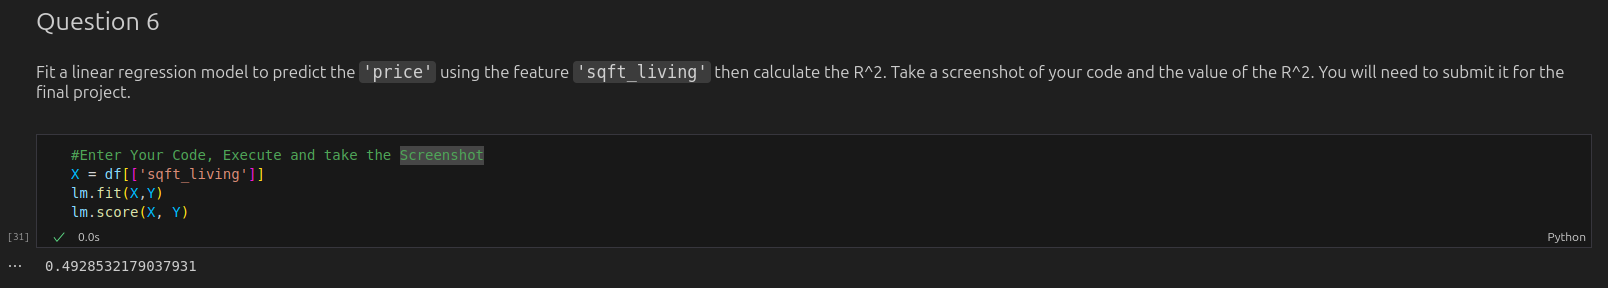 Question 6
Fit a linear regression model to predict the 'price' using the feature 'sqft_living' then calculate the R^2. Take a screenshot of your code and the value of the R^2. You will need to submit it for the
final project.
#Enter Your Code, Execute and take the Screenshot
X = df[['sqft_living']]
lm.fit(X,Y)
lm.score(X, Y)
[31] ✓ 0.0s Python
... 0.4928532179037931